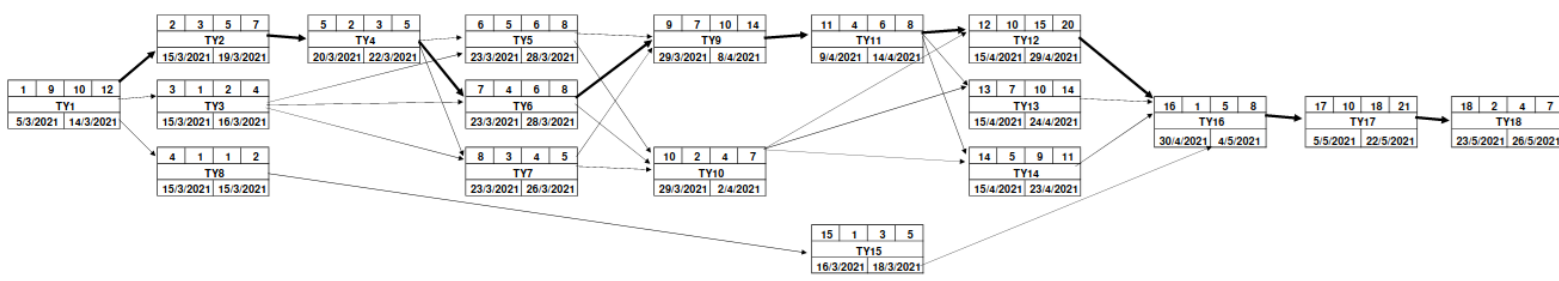 2 3 5 7
TY2
15/3/2021 19/3/2021
5 2 3 5
TY4
20/3/2021 22/3/2021
6 5 6 8
TY5
23/3/2021 28/3/2021
9 7 10 14
TY9
29/3/2021 8/4/2021
11 4 6 8
TY11
9/4/2021 14/4/2021
12 10 15 20
TY12
15/4/2021 29/4/2021
1 9 10 12
TY1
5/3/2021 14/3/2021
3 1 2 4
TY3
15/3/2021 16/3/2021
7 4 6 8
TY6
23/3/2021 28/3/2021
13 7 10 14
TY13
15/4/2021 24/4/2021
16 1 5 8
TY16
30/4/2021 4/5/2021
17 10 18 21
TY17
5/5/2021 22/5/2021
18 2 4 7
TY18
23/5/2021 26/5/2021
4 1 1 2
TY8
15/3/2021 15/3/2021
8 3 4 5
TY7
23/3/2021 26/3/2021
10 2 4 7
TY10
29/3/2021 2/4/2021
14 5 9 11
TY14
15/4/2021 23/4/2021
15 1 3 5
TY15
16/3/2021 18/3/2021